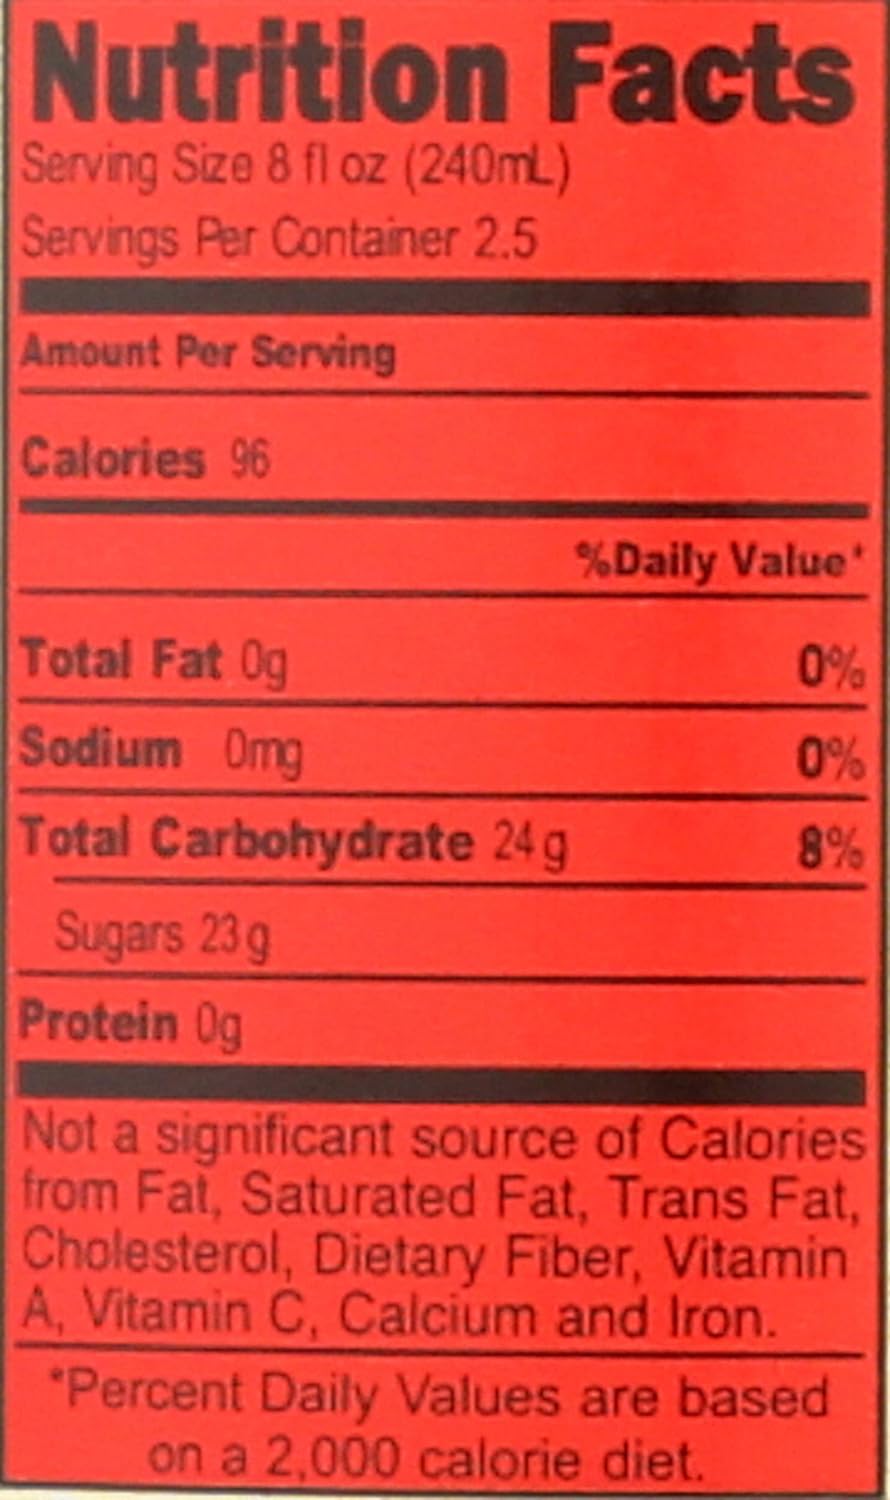 Nutrition Facts
Serving Size 8 fl oz (240mL)
Servings Per Container 2.5
Amount Per Serving
Calories 96
%Daily Value*
Total Fat 0g 0%
Sodium 0mg 0%
Total Carbohydrate 24g 8%
Sugars 23g
Protein 0g
Not a significant source of Calories
from Fat, Saturated Fat, Trans Fat,
Cholesterol, Dietary Fiber, Vitamin
A, Vitamin C, Calcium and Iron.
*Percent Daily Values are based
on a 2,000 calorie diet.